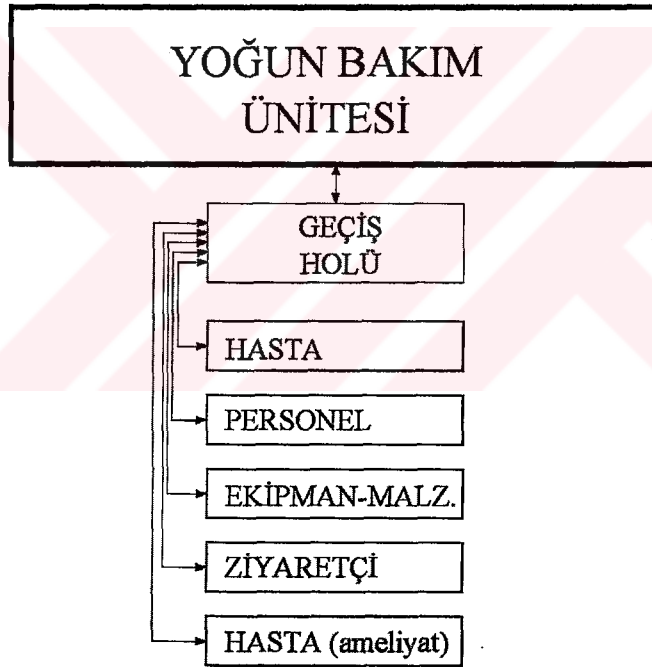 YOĞUN BAKIM
ÜNİTESİ
GEÇİŞ
HOLÜ
HASTA
PERSONEL
EKİPMAN-MALZ.
ZİYARETÇİ
HASTA (ameliyat)